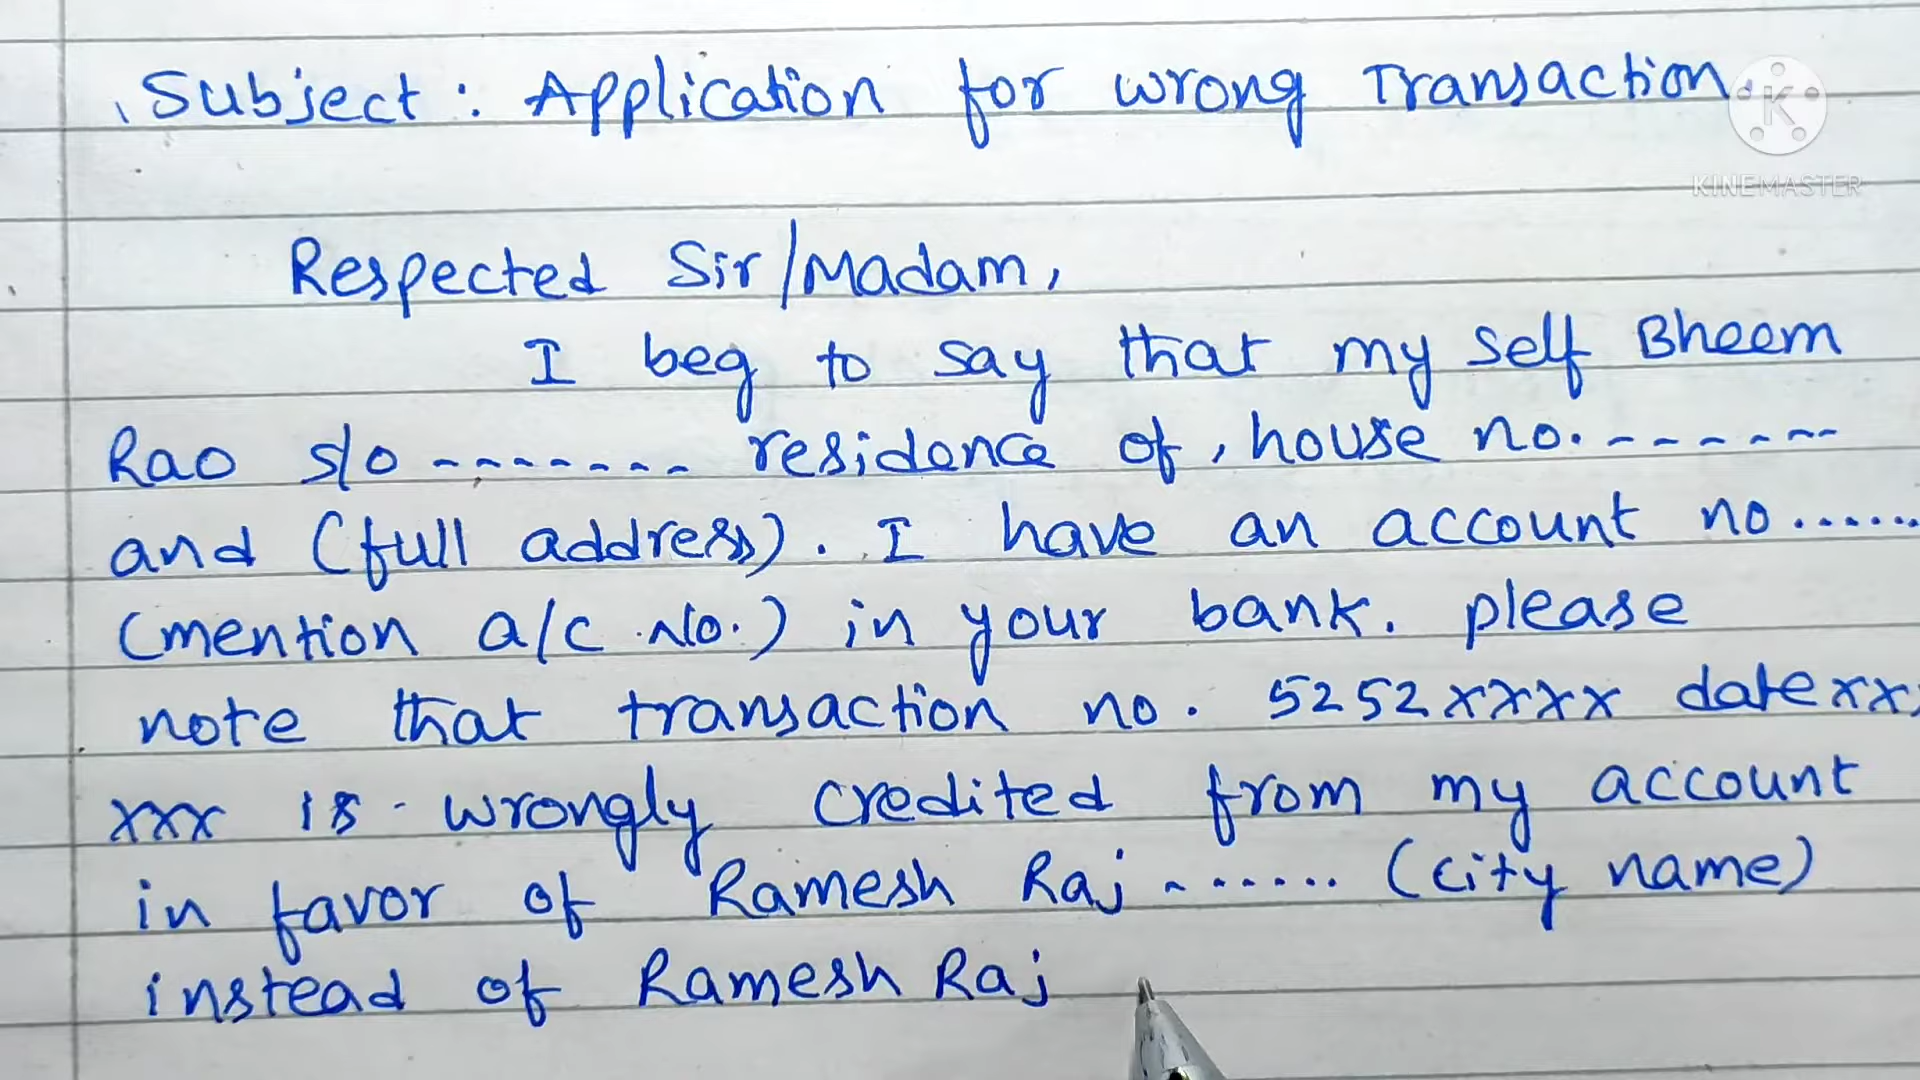 Subject : Application for wrong Transaction.
KINEMASTER
Respected Sir/Madam,
I beg to say that my self Bheem
Rao s/o ------- residence of, house no. ------
and (full address). I have an account no......
(mention a/c No.) in your bank. please
note that transaction no. 5252xxxx date xxx
xxx is wrongly credited from my account
in favor of Ramesh Raj ....... (city name)
instead of Ramesh Raj